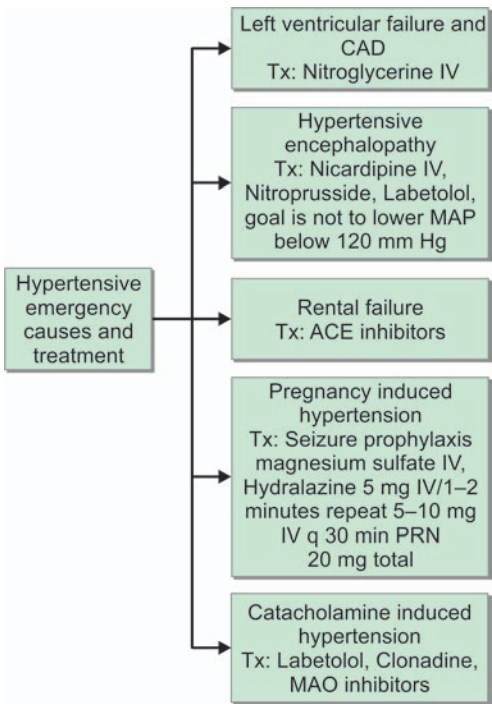 Left ventricular failure and
CAD
Tx: Nitroglycerine IV
Hypertensive
encephalopathy
Tx: Nicardipine IV,
Nitroprusside, Labetolol,
goal is not to lower MAP
below 120 mm Hg
Hypertensive
emergency
causes and
treatment
Rental failure
Tx: ACE inhibitors
Pregnancy induced
hypertension
Tx: Seizure prophylaxis
magnesium sulfate IV,
Hydralazine 5 mg IV/1–2
minutes repeat 5–10 mg
IV q 30 min PRN
20 mg total
Catacholamine induced
hypertension
Tx: Labetolol, Clonadine,
MAO inhibitors